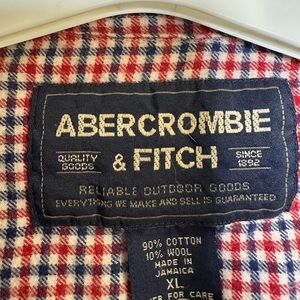 ABERCROMBIE
QUALITY GOODS & FITCH SINCE 1892
RELIABLE OUTDOOR GOODS
EVERYTHING WE MAKE AND SELL IS GUARANTEED
90% COTTON
10% WOOL
MADE IN
JAMAICA
XL
FOR CARE